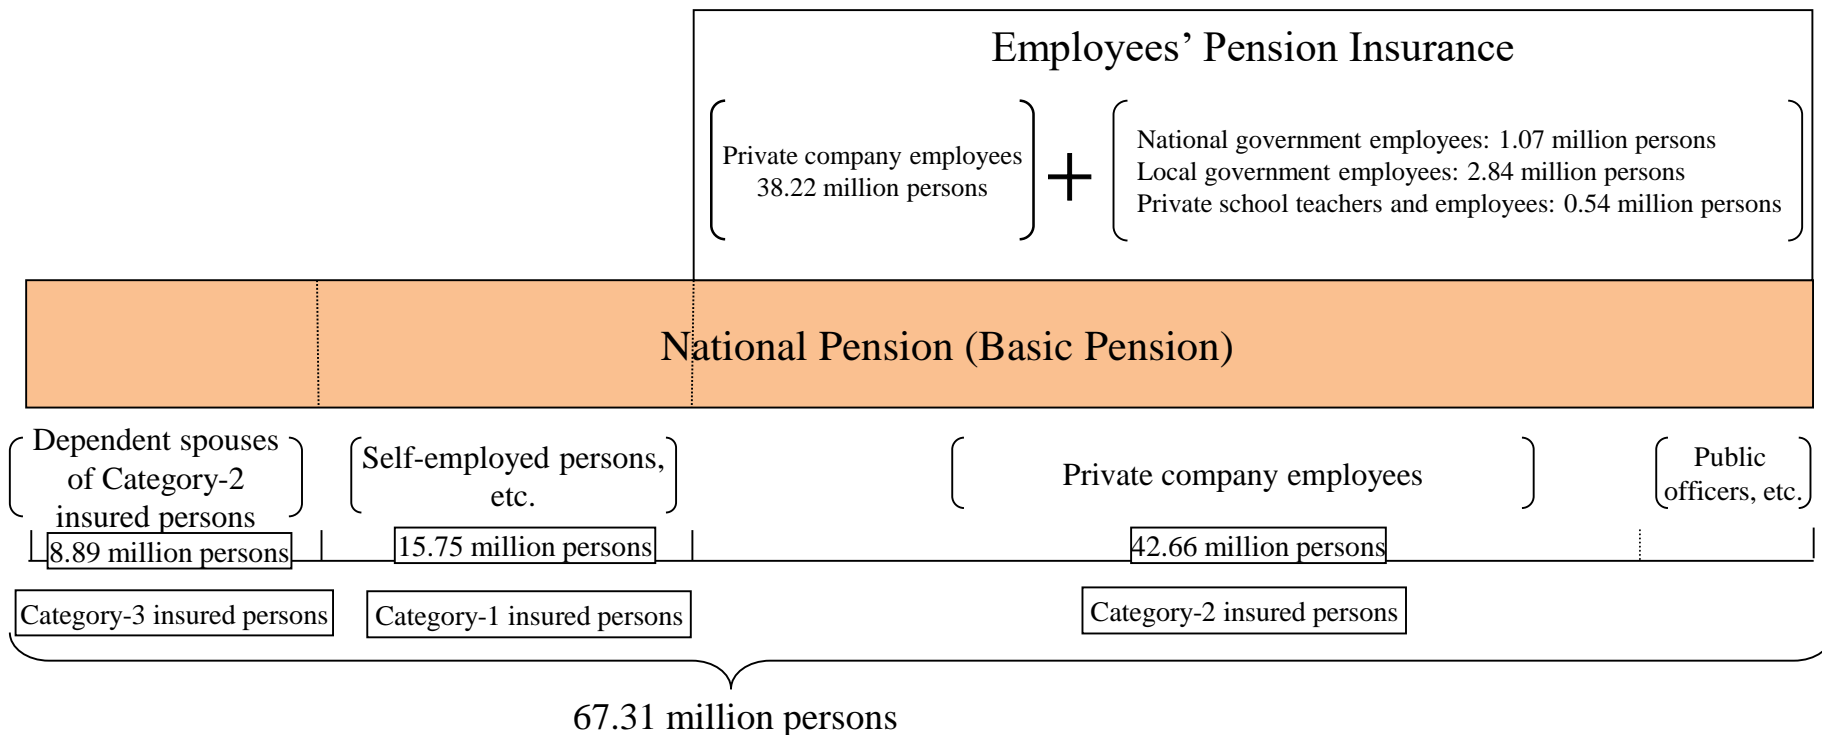 Employees’ Pension Insurance
Private company employees
38.22 million persons
+
National government employees: 1.07 million persons
Local government employees: 2.84 million persons
Private school teachers and employees: 0.54 million persons
National Pension (Basic Pension)
Dependent spouses
of Category-2
insured persons
Self-employed persons,
etc.
Private company employees
Public
officers, etc.
8.89 million persons
15.75 million persons
42.66 million persons
Category-3 insured persons
Category-1 insured persons
Category-2 insured persons
67.31 million persons